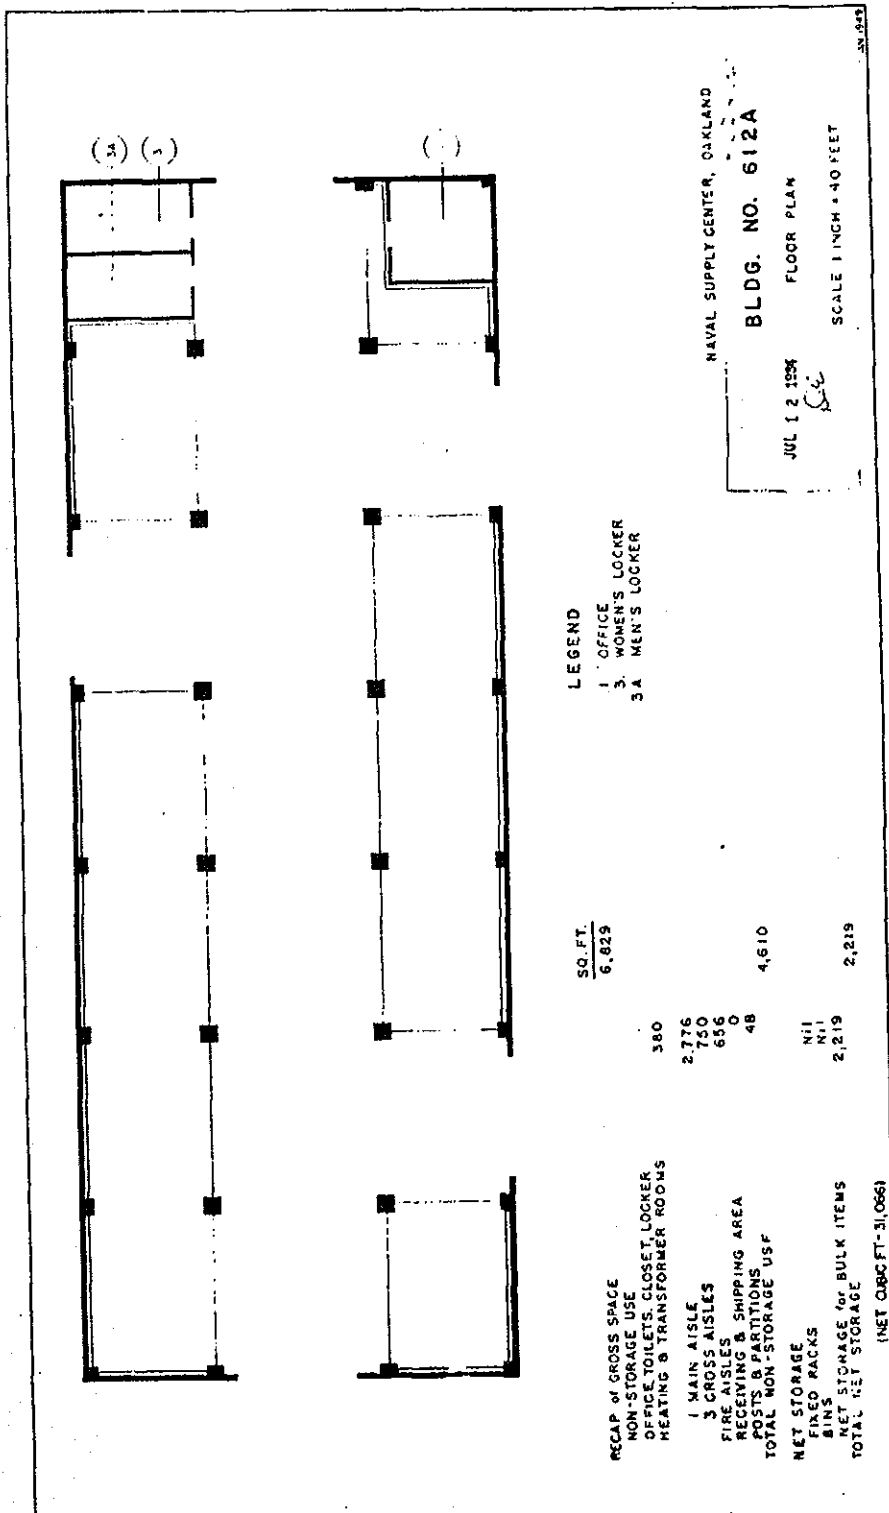 (3A)
(3)
NAVAL SUPPLY CENTER, OAKLAND
BLDG. NO. 612A
JUL 12 1954
FLOOR PLAN
SCALE 1 INCH = 40 FEET
LEGEND
1 OFFICE
3. WOMEN'S LOCKER
3A MEN'S LOCKER
SQ. FT.
RECAP of GROSS SPACE 6,829
NON-STORAGE USE
OFFICE, TOILETS, CLOSET, LOCKER
HEATING & TRANSFORMER ROOMS 380
1 MAIN AISLE 2,776
3 CROSS AISLES 750
FIRE AISLES 656
RECEIVING & SHIPPING AREA 0
POSTS & PARTITIONS 48
TOTAL NON-STORAGE USE 4,610
NET STORAGE
FIXED RACKS Nil
BINS Nil
NET STORAGE for BULK ITEMS 2,219
TOTAL NET STORAGE 2,219
(NET CUBIC FT-31,066)